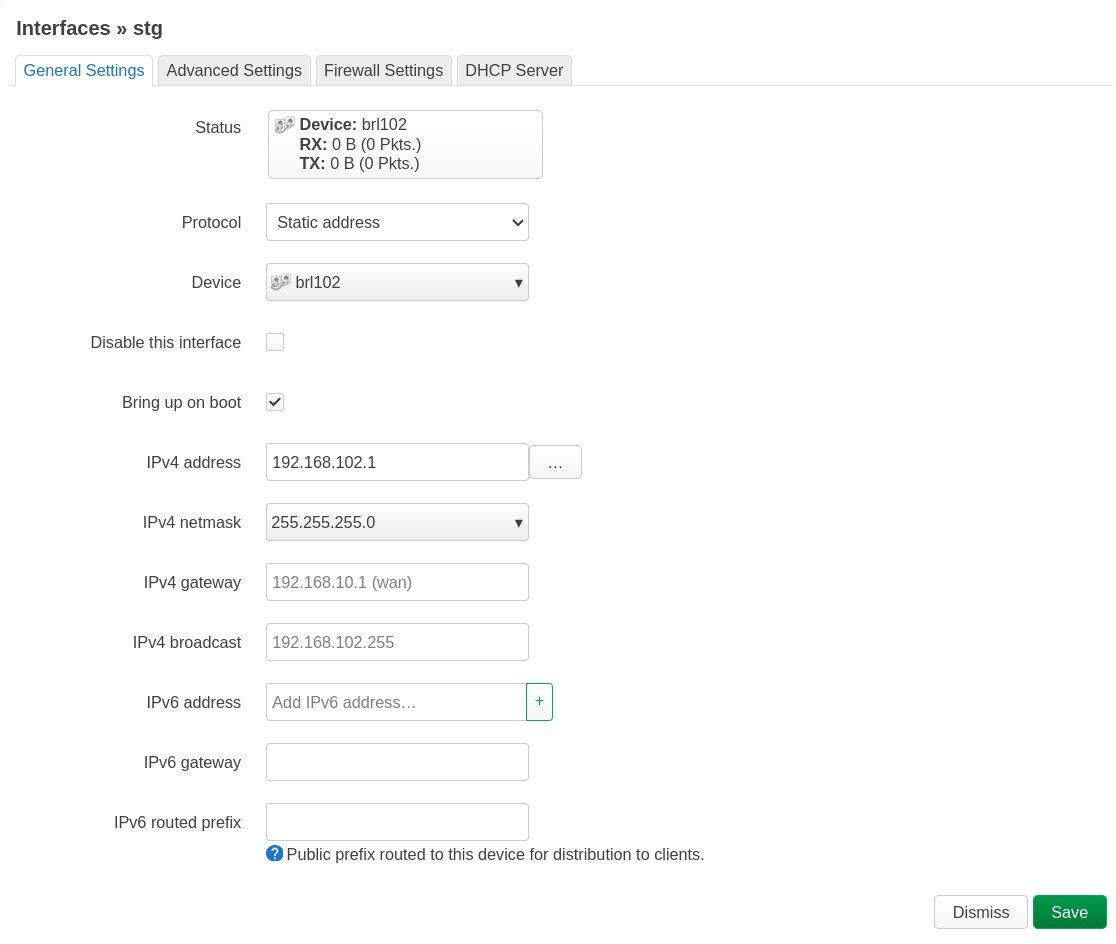 Interfaces » stg
General Settings
Advanced Settings
Firewall Settings
DHCP Server
Status
Device: brl102
RX: 0 B (0 Pkts.)
TX: 0 B (0 Pkts.)
Protocol
Static address
Device
brl102
Disable this interface
Bring up on boot
IPv4 address
192.168.102.1
…
IPv4 netmask
255.255.255.0
IPv4 gateway
192.168.10.1 (wan)
IPv4 broadcast
192.168.102.255
IPv6 address
Add IPv6 address…
+
IPv6 gateway
IPv6 routed prefix
Public prefix routed to this device for distribution to clients.
Dismiss
Save